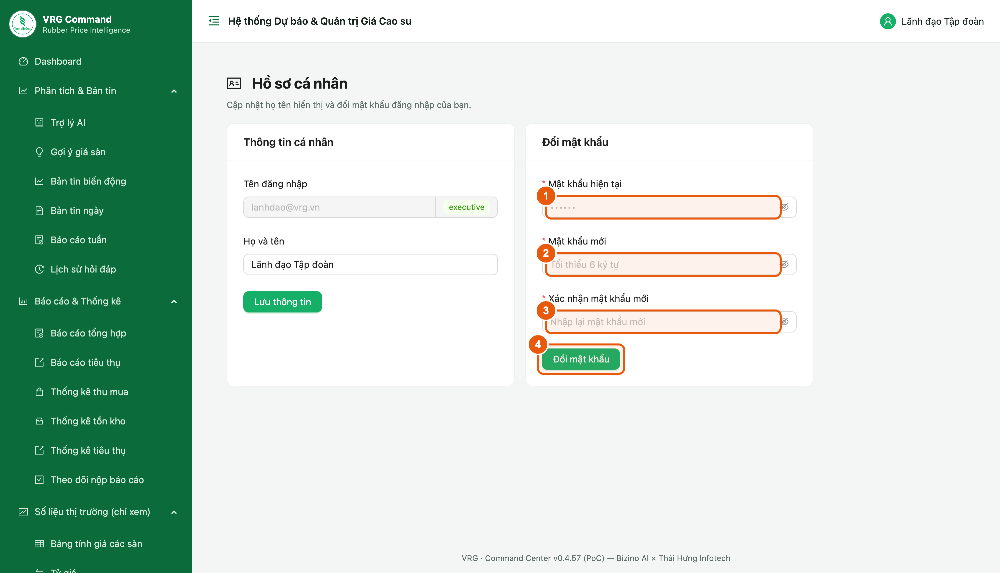 VRG Command
Rubber Price Intelligence
Vietnam Rubber Group
Dashboard
Phân tích & Bản tin
Trợ lý AI
Gợi ý giá sàn
Bản tin biến động
Bản tin ngày
Báo cáo tuần
Lịch sử hỏi đáp
Báo cáo & Thống kê
Báo cáo tổng hợp
Báo cáo tiêu thụ
Thống kê thu mua
Thống kê tồn kho
Thống kê tiêu thụ
Theo dõi nộp báo cáo
Số liệu thị trường (chỉ xem)
Bảng tính giá các sàn
Tỷ giá
Hệ thống Dự báo & Quản trị Giá Cao su
Lãnh đạo Tập đoàn
Hồ sơ cá nhân
Cập nhật họ tên hiển thị và đổi mật khẩu đăng nhập của bạn.
Thông tin cá nhân
Tên đăng nhập
lanhdao@vrg.vn executive
Họ và tên
Lãnh đạo Tập đoàn
Lưu thông tin
Đổi mật khẩu
* Mật khẩu hiện tại
1 ••••••
* Mật khẩu mới
2 Tối thiểu 6 ký tự
* Xác nhận mật khẩu mới
3 Nhập lại mật khẩu mới
4 Đổi mật khẩu
VRG · Command Center v0.4.57 (PoC) — Bizino AI × Thái Hưng Infotech